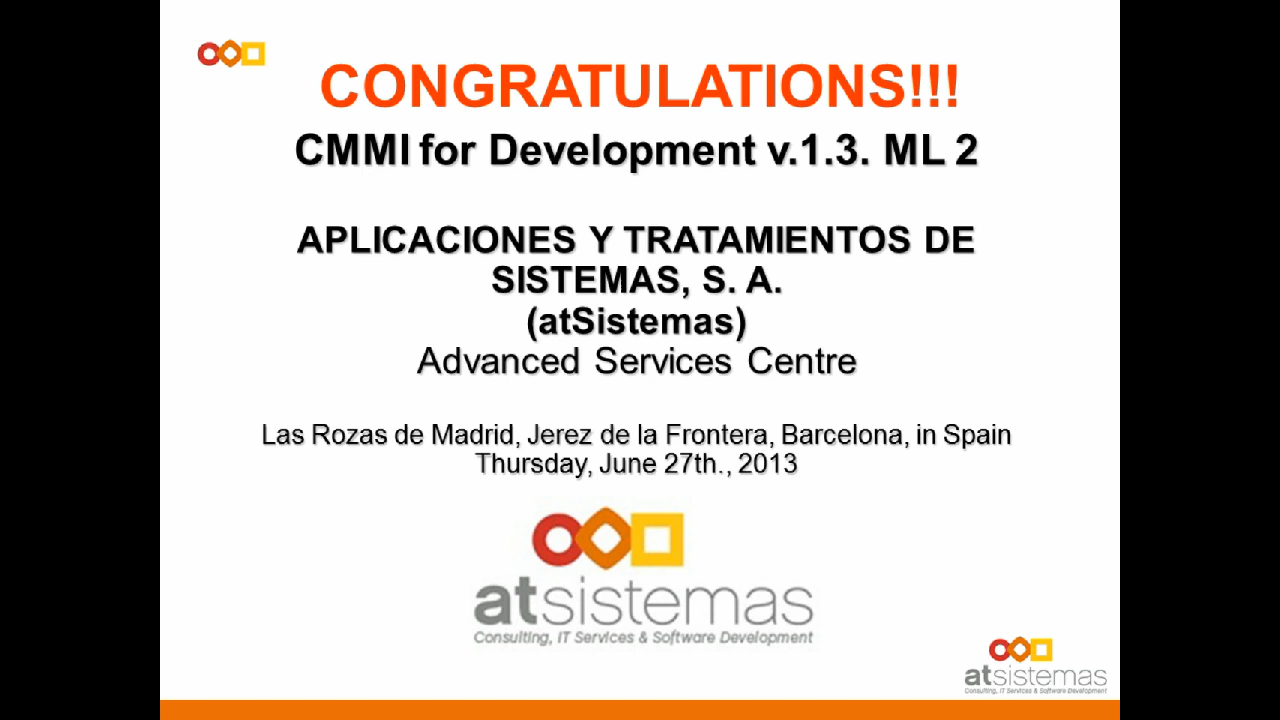 CONGRATULATIONS!!!
CMMI for Development v.1.3. ML 2
APLICACIONES Y TRATAMIENTOS DE
SISTEMAS, S. A.
(atSistemas)
Advanced Services Centre
Las Rozas de Madrid, Jerez de la Frontera, Barcelona, in Spain
Thursday, June 27th., 2013
atsistemas
Consulting, IT Services & Software Development
atsistemas
Consulting, IT Services & Software Development